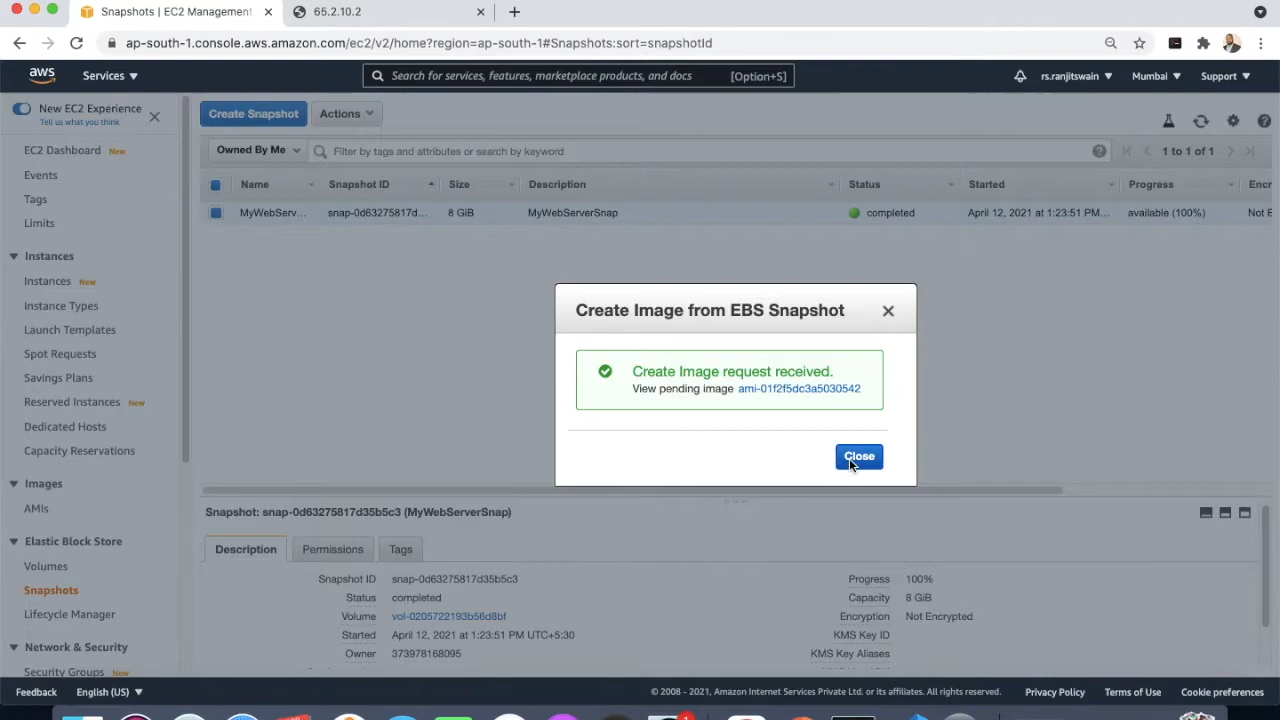 Snapshots | EC2 Management
65.2.10.2
ap-south-1.console.aws.amazon.com/ec2/v2/home?region=ap-south-1#Snapshots:sort=snapshotId
aws
Services
Search for services, features, marketplace products, and docs
[Option+S]
rs.ranjitswain
Mumbai
Support
New EC2 Experience
Tell us what you think
EC2 Dashboard New
Events
Tags
Limits
Instances
Instances New
Instance Types
Launch Templates
Spot Requests
Savings Plans
Reserved Instances New
Dedicated Hosts
Capacity Reservations
Images
AMIs
Elastic Block Store
Volumes
Snapshots
Lifecycle Manager
Network & Security
Security Groups New
Create Snapshot
Actions
Owned By Me
Filter by tags and attributes or search by keyword
1 to 1 of 1
Name Snapshot ID Size Description Status Started Progress Encr
MyWebServ... snap-0d63275817d... 8 GiB MyWebServerSnap completed April 12, 2021 at 1:23:51 PM... available (100%) Not E
Create Image from EBS Snapshot
Create Image request received.
View pending image ami-01f2f5dc3a5030542
Close
Snapshot: snap-0d63275817d35b5c3 (MyWebServerSnap)
Description Permissions Tags
Snapshot ID snap-0d63275817d35b5c3
Status completed
Volume vol-0205722193b56d8bf
Started April 12, 2021 at 1:23:51 PM UTC+5:30
Owner 373978168095
Progress 100%
Capacity 8 GiB
Encryption Not Encrypted
KMS Key ID
KMS Key Aliases
Feedback
English (US)
© 2008 - 2021, Amazon Internet Services Private Ltd. or its affiliates. All rights reserved.
Privacy Policy
Terms of Use
Cookie preferences